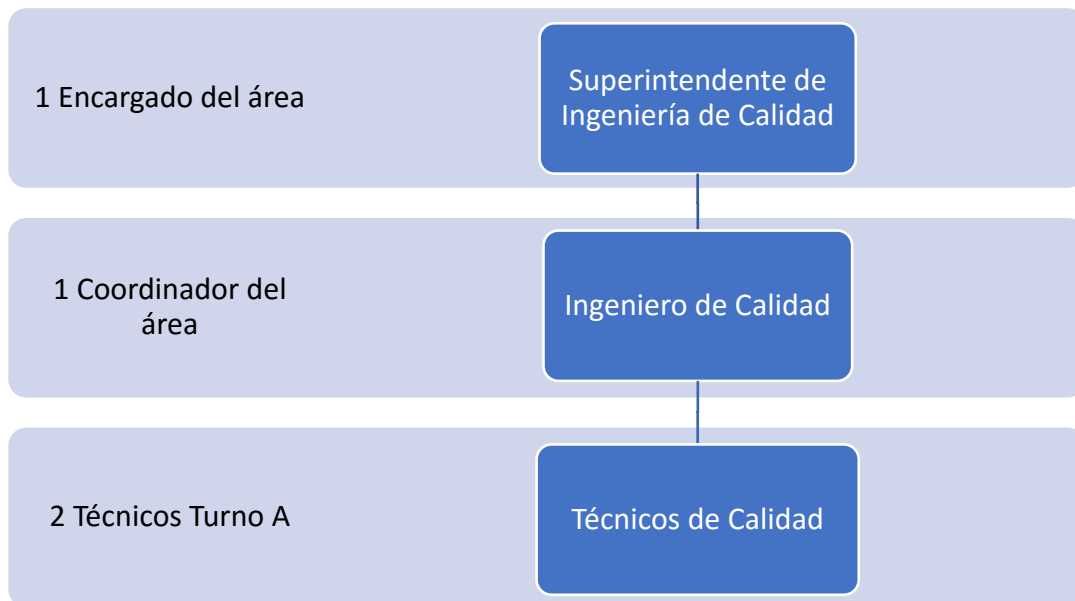 1 Encargado del área
Superintendente de
Ingeniería de Calidad
1 Coordinador del
área
Ingeniero de Calidad
2 Técnicos Turno A
Técnicos de Calidad